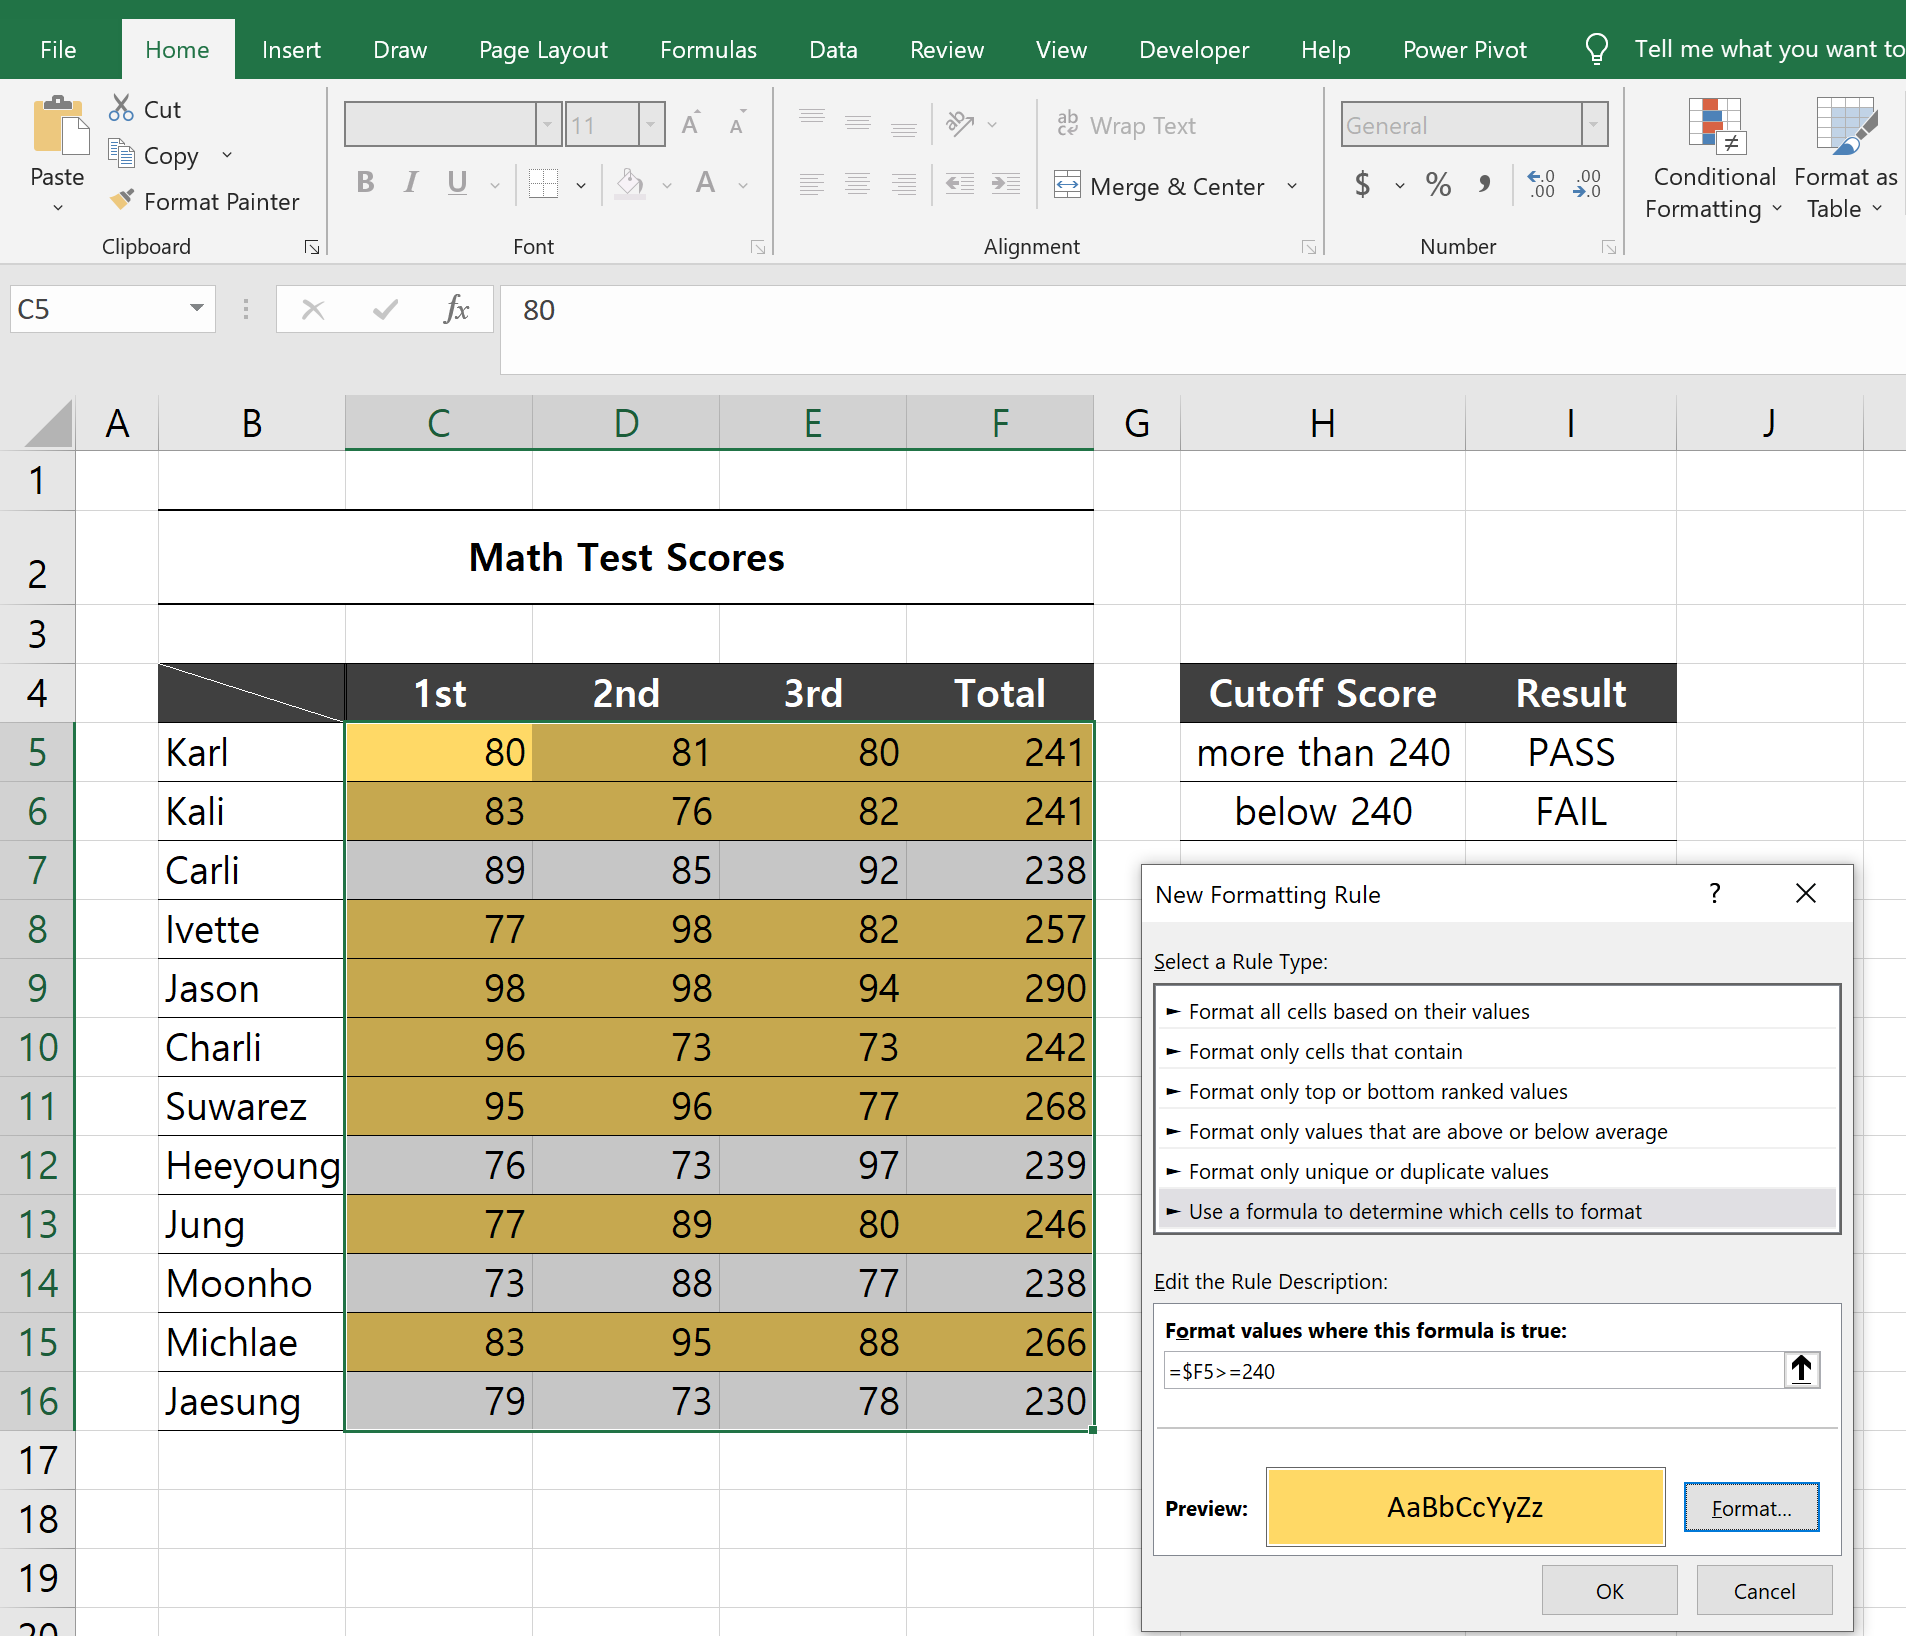 File Home Insert Draw Page Layout Formulas Data Review View Developer Help Power Pivot Tell me what you want to
Paste
Cut
Copy
Format Painter
Clipboard
11
A A
B I U A
Font
ab
Wrap Text
Merge & Center
Alignment
General
$ % , .0 .00 .00 .0
Number
Conditional
Formatting
Format as
Table
C5
fx
80
A B C D E F G H I J
1
2 Math Test Scores
3
4 1st 2nd 3rd Total Cutoff Score Result
5 Karl 80 81 80 241 more than 240 PASS
6 Kali 83 76 82 241 below 240 FAIL
7 Carli 89 85 92 238
8 Ivette 77 98 82 257
9 Jason 98 98 94 290
10 Charli 96 73 73 242
11 Suwarez 95 96 77 268
12 Heeyoung 76 73 97 239
13 Jung 77 89 80 246
14 Moonho 73 88 77 238
15 Michlae 83 95 88 266
16 Jaesung 79 73 78 230
17
18
19
20
New Formatting Rule ?
Select a Rule Type:
► Format all cells based on their values
► Format only cells that contain
► Format only top or bottom ranked values
► Format only values that are above or below average
► Format only unique or duplicate values
► Use a formula to determine which cells to format
Edit the Rule Description:
Format values where this formula is true:
=$F5>=240
Preview: AaBbCcYyZz Format...
OK Cancel